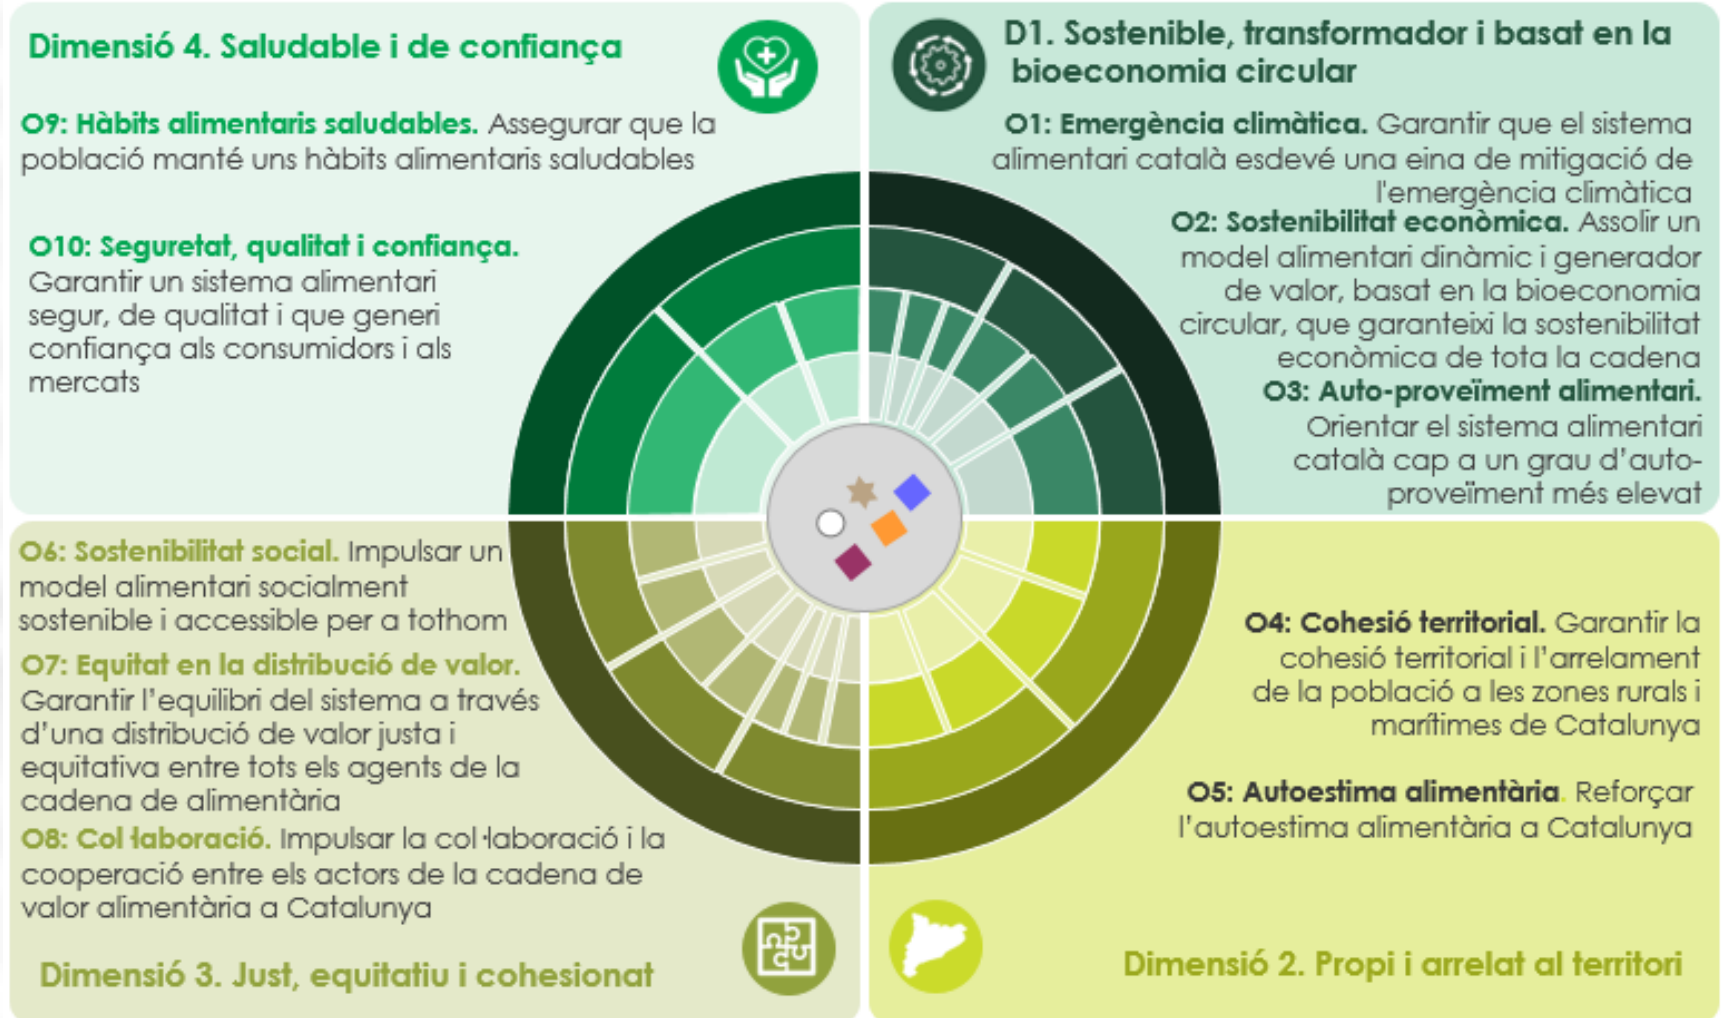 Dimensió 4. Saludable i de confiança
O9: Hàbits alimentaris saludables. Assegurar que la
població manté uns hàbits alimentaris saludables
O10: Seguretat, qualitat i confiança.
Garantir un sistema alimentari
segur, de qualitat i que generi
confiança als consumidors i als
mercats
D1. Sostenible, transformador i basat en la
bioeconomia circular
O1: Emergència climàtica. Garantir que el sistema
alimentari català esdevé una eina de mitigació de
l'emergència climàtica
O2: Sostenibilitat econòmica. Assolir un
model alimentari dinàmic i generador
de valor, basat en la bioeconomia
circular, que garanteixi la sostenibilitat
econòmica de tota la cadena
O3: Auto-proveïment alimentari.
Orientar el sistema alimentari
català cap a un grau d'auto-
proveïment més elevat
O6: Sostenibilitat social. Impulsar un
model alimentari socialment
sostenible i accessible per a tothom
O7: Equitat en la distribució de valor.
Garantir l'equilibri del sistema a través
d'una distribució de valor justa i
equitativa entre tots els agents de la
cadena de alimentària
O8: Col·laboració. Impulsar la col·laboració i la
cooperació entre els actors de la cadena de
valor alimentària a Catalunya
Dimensió 3. Just, equitatiu i cohesionat
O4: Cohesió territorial. Garantir la
cohesió territorial i l'arrelament
de la població a les zones rurals i
marítimes de Catalunya
O5: Autoestima alimentària. Reforçar
l'autoestima alimentària a Catalunya
Dimensió 2. Propi i arrelat al territori